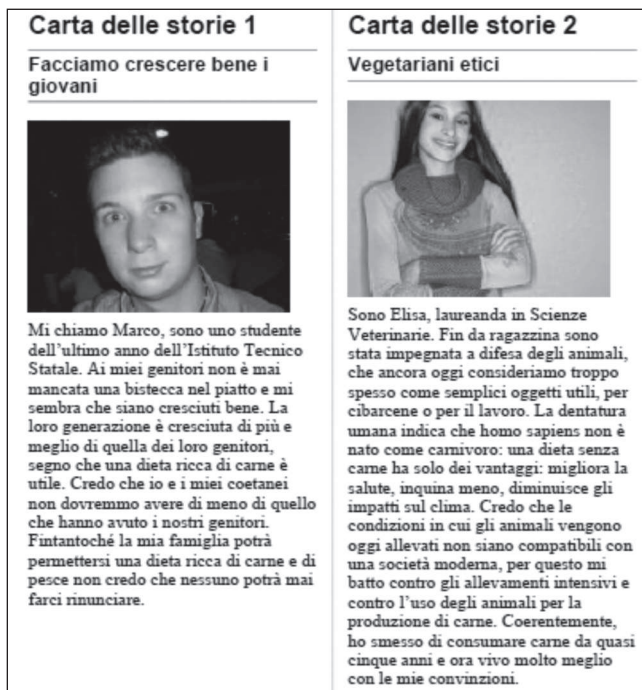 Carta delle storie 1
Facciamo crescere bene i
giovani
Mi chiamo Marco, sono uno studente
dell'ultimo anno dell'Istituto Tecnico
Statale. Ai miei genitori non è mai
mancata una bistecca nel piatto e mi
sembra che siano cresciuti bene. La
loro generazione è cresciuta di più e
meglio di quella dei loro genitori,
segno che una dieta ricca di carne è
utile. Credo che io e i miei coetanei
non dovremmo avere di meno di quello
che hanno avuto i nostri genitori.
Fintantoché la mia famiglia potrà
permettersi una dieta ricca di carne e di
pesce non credo che nessuno potrà mai
farci rinunciare.
Carta delle storie 2
Vegetariani etici
Sono Elisa, laureanda in Scienze
Veterinarie. Fin da ragazzina sono
stata impegnata a difesa degli animali,
che ancora oggi consideriamo troppo
spesso come semplici oggetti utili, per
cibarcene o per il lavoro. La dentatura
umana indica che homo sapiens non è
nato come carnivoro: una dieta senza
carne ha solo dei vantaggi: migliora la
salute, inquina meno, diminuisce gli
impatti sul clima. Credo che le
condizioni in cui gli animali vengono
oggi allevati non siano compatibili con
una società moderna, per questo mi
batto contro gli allevamenti intensivi e
contro l'uso degli animali per la
produzione di carne. Coerentemente,
ho smesso di consumare carne da quasi
cinque anni e ora vivo molto meglio
con le mie convinzioni.